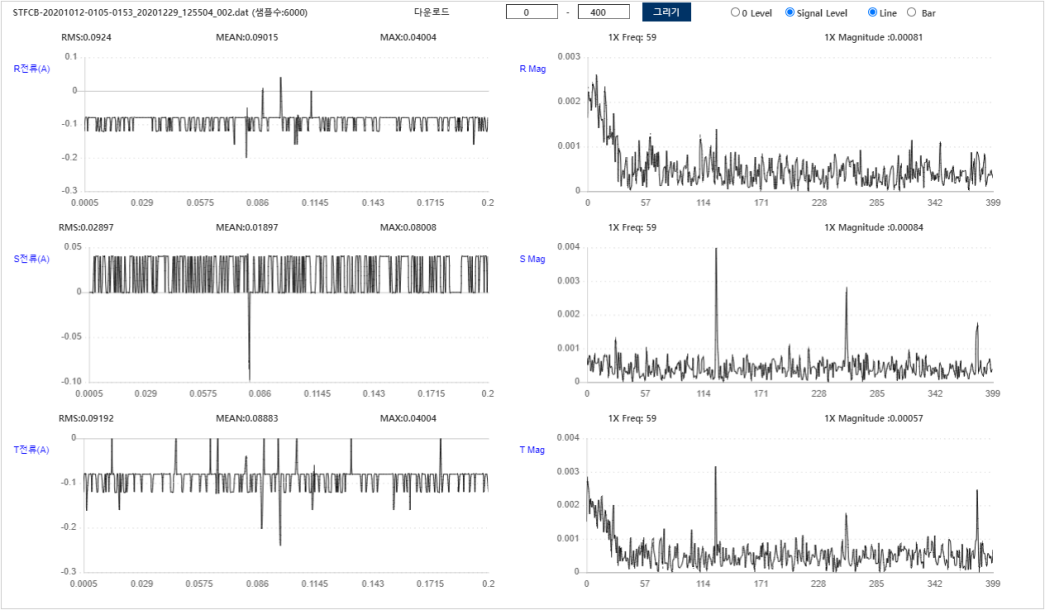 STFCB-20201012-0105-0153_20201229_125504_002.dat (샘플수:6000) 다운로드 0 - 400 그리기 0 Level Signal Level Line Bar
RMS:0.0924 MEAN:0.09015 MAX:0.04004
R전류(A)
0.1
0
-0.1
-0.2
-0.3
0.0005 0.029 0.0575 0.086 0.1145 0.143 0.1715 0.2
1X Freq: 59 1X Magnitude :0.00081
R Mag
0.003
0.002
0.001
0
0 57 114 171 228 285 342 399
RMS:0.02897 MEAN:0.01897 MAX:0.08008
S전류(A)
0.05
0
-0.05
-0.10
0.0005 0.029 0.0575 0.086 0.1145 0.143 0.1715 0.2
1X Freq: 59 1X Magnitude :0.00084
S Mag
0.004
0.003
0.002
0.001
0
0 57 114 171 228 285 342 399
RMS:0.09192 MEAN:0.08883 MAX:0.04004
T전류(A)
0
-0.1
-0.2
-0.3
0.0005 0.029 0.0575 0.086 0.1145 0.143 0.1715 0.2
1X Freq: 59 1X Magnitude :0.00057
T Mag
0.004
0.003
0.002
0.001
0
0 57 114 171 228 285 342 399